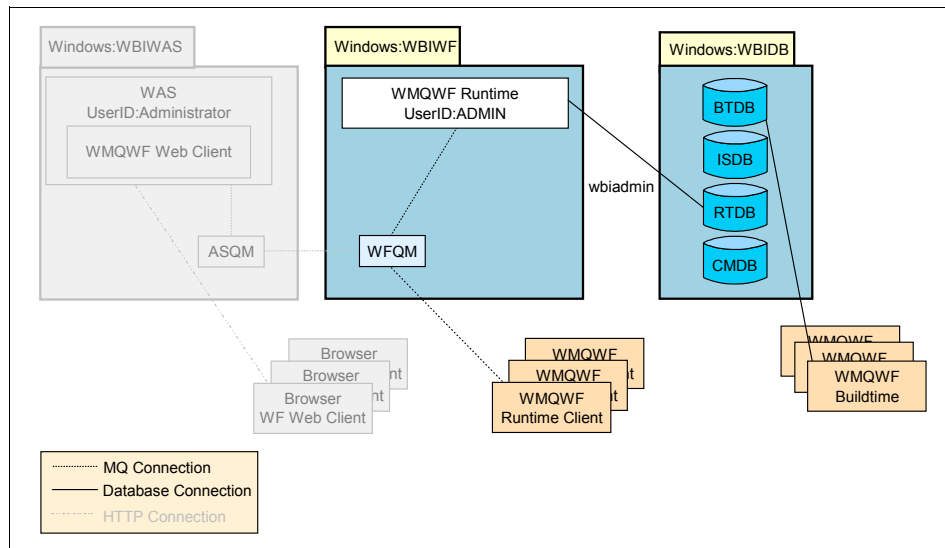 Windows:WBIWAS
WAS
UserID:Administrator
WMQWF Web Client
ASQM
Windows:WBIWF
WMQWF Runtime
UserID:ADMIN
WFQM
wbiadmin
Windows:WBIDB
BTDB
ISDB
RTDB
CMDB
Browser
Browser
Browser
WF Web Client
WMQWF
WMQWF
WMQWF
Runtime Client
WMQWF
WMQWF
WMQWF
Buildtime
MQ Connection
Database Connection
HTTP Connection